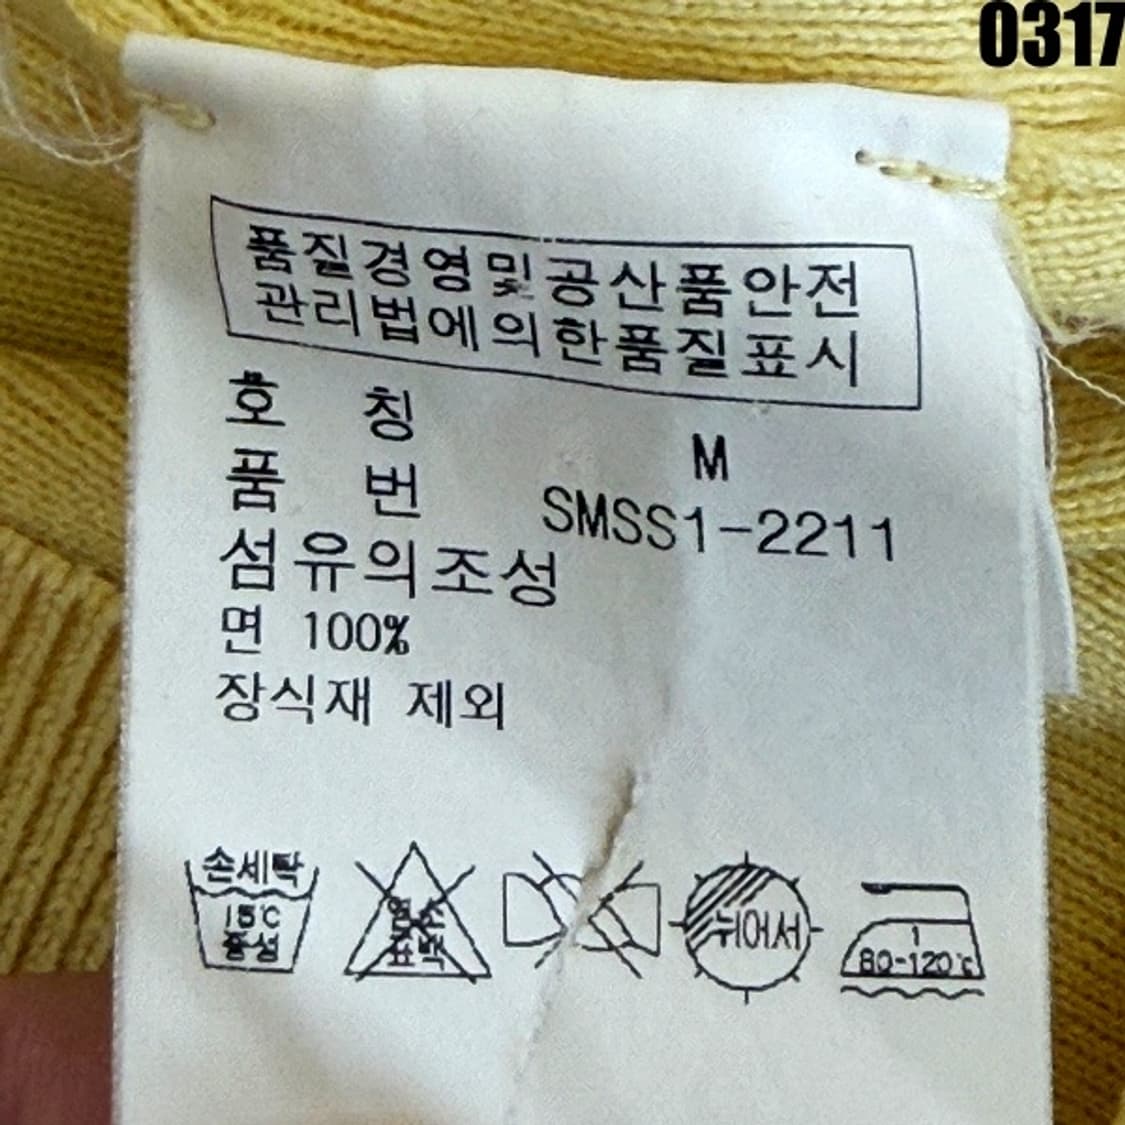 0317
품질경영및공산품안전
관리법에의한품질표시
호 칭 M
품 번 SMSS1-2211
섬유의조성
면 100%
장식재 제외
손세탁
15℃
중성
염소
표백
뉘어서
1
80-120℃